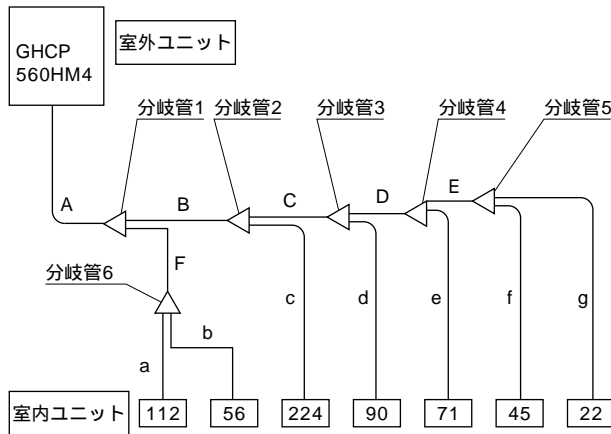 GHCP
560HM4
室外ユニット
分岐管1
分岐管2
分岐管3
分岐管4
分岐管5
A
B
C
D
E
F
分岐管6
a
b
c
d
e
f
g
室内ユニット
112
56
224
90
71
45
22